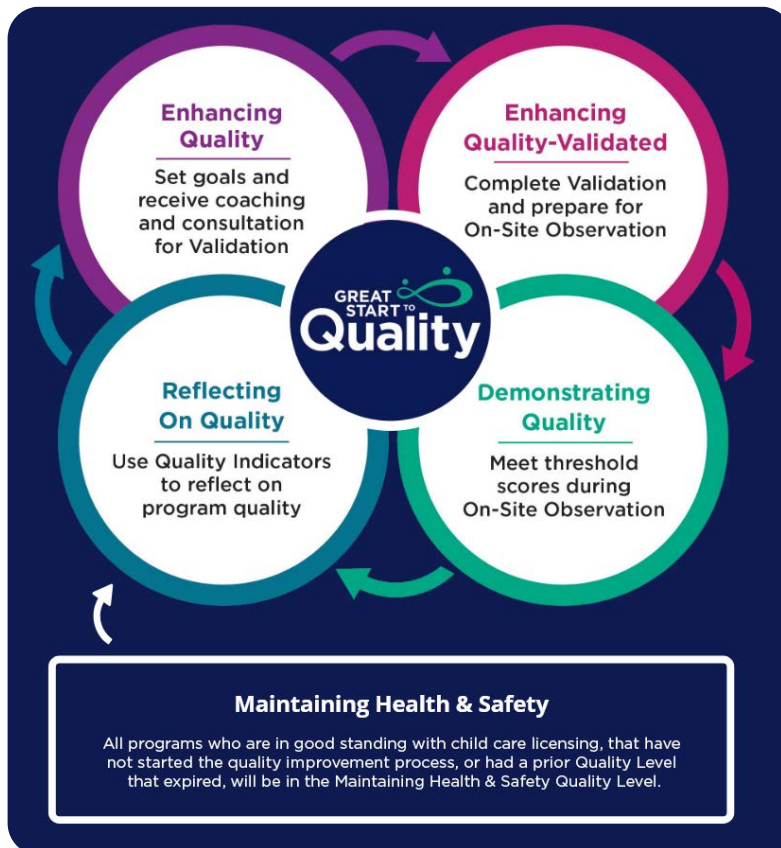 Enhancing
Quality
Set goals and
receive coaching
and consultation
for Validation
Enhancing
Quality-Validated
Complete Validation
and prepare for
On-Site Observation
GREAT
START TO
Quality
Reflecting
On Quality
Use Quality Indicators
to reflect on
program quality
Demonstrating
Quality
Meet threshold
scores during
On-Site Observation
Maintaining Health & Safety
All programs who are in good standing with child care licensing, that have
not started the quality improvement process, or had a prior Quality Level
that expired, will be in the Maintaining Health & Safety Quality Level.